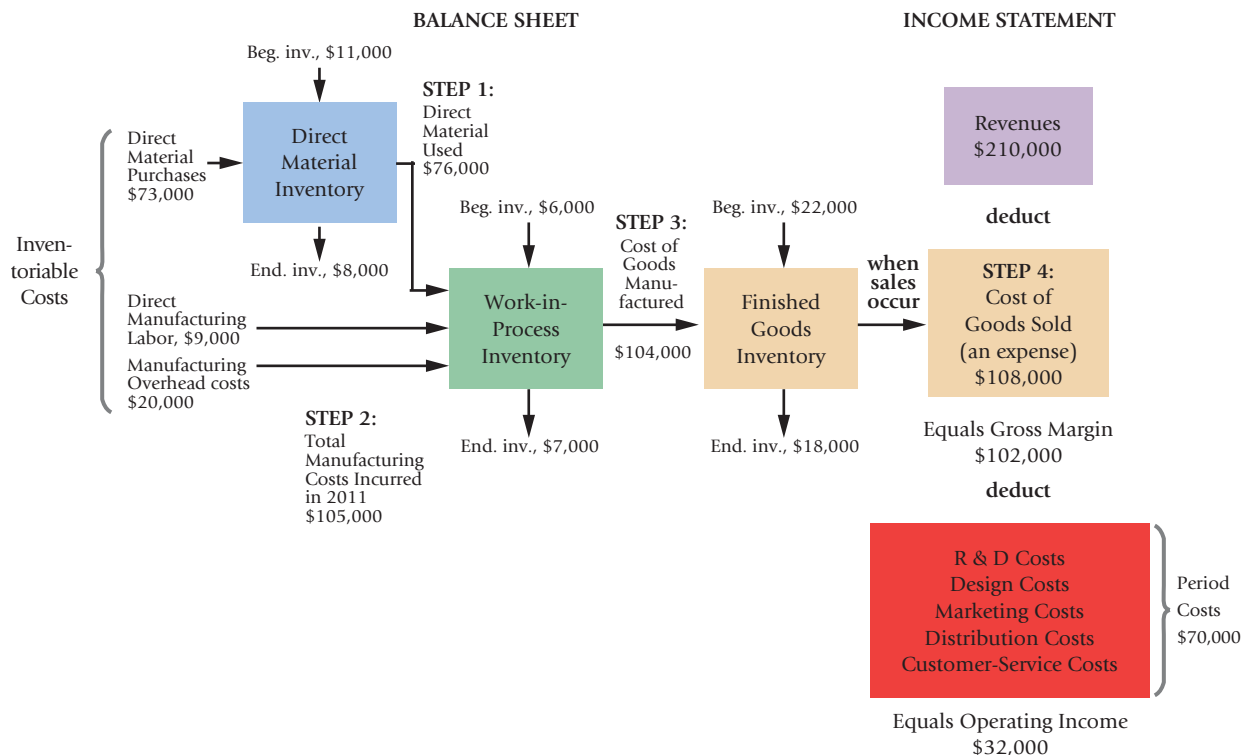 BALANCE SHEET
INCOME STATEMENT
Beg. inv., $11,000
STEP 1:
Direct
Material
Used
$76,000
Direct
Material
Purchases
$73,000
Direct
Material
Inventory
End. inv., $8,000
Inven-
toriable
Costs
Direct
Manufacturing
Labor, $9,000
Manufacturing
Overhead costs
$20,000
STEP 2:
Total
Manufacturing
Costs Incurred
in 2011
$105,000
Beg. inv., $6,000
Work-in-
Process
Inventory
End. inv., $7,000
STEP 3:
Cost of
Goods
Manu-
factured
$104,000
Beg. inv., $22,000
Finished
Goods
Inventory
End. inv., $18,000
when
sales
occur
Revenues
$210,000
deduct
STEP 4:
Cost of
Goods Sold
(an expense)
$108,000
Equals Gross Margin
$102,000
deduct
R & D Costs
Design Costs
Marketing Costs
Distribution Costs
Customer-Service Costs
Period
Costs
$70,000
Equals Operating Income
$32,000